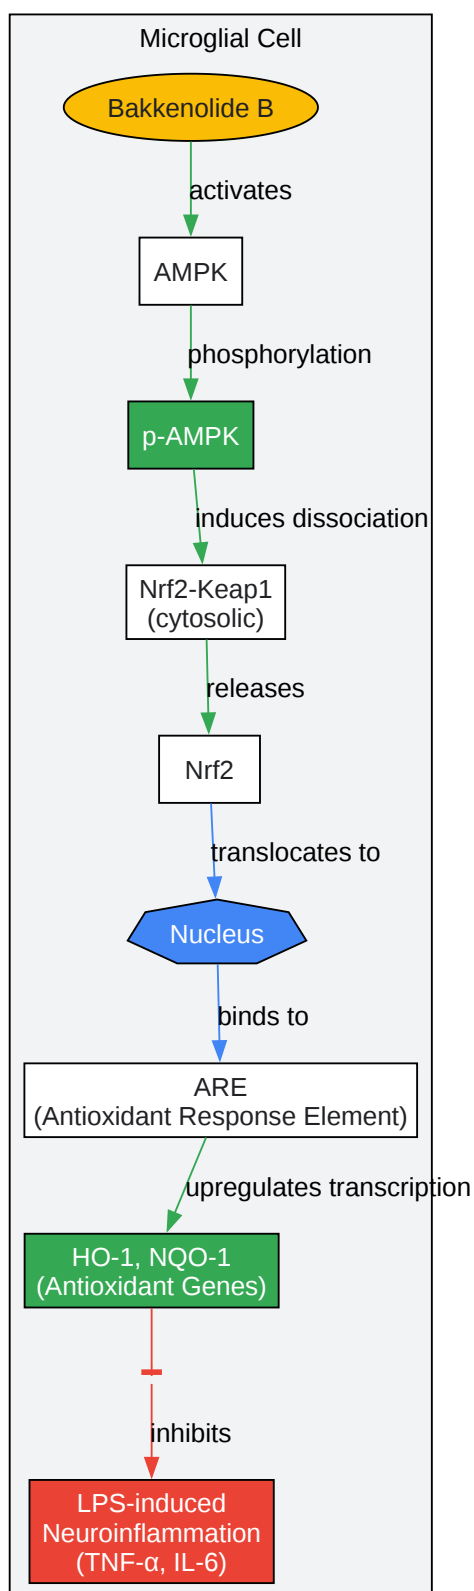 Microglial Cell
Bakkenolide B
activates
AMPK
phosphorylation
p-AMPK
induces dissociation
Nrf2-Keap1
(cytosolic)
releases
Nrf2
translocates to
Nucleus
binds to
ARE
(Antioxidant Response Element)
upregulates transcription
HO-1, NQO-1
(Antioxidant Genes)
inhibits
LPS-induced
Neuroinflammation
(TNF-α, IL-6)